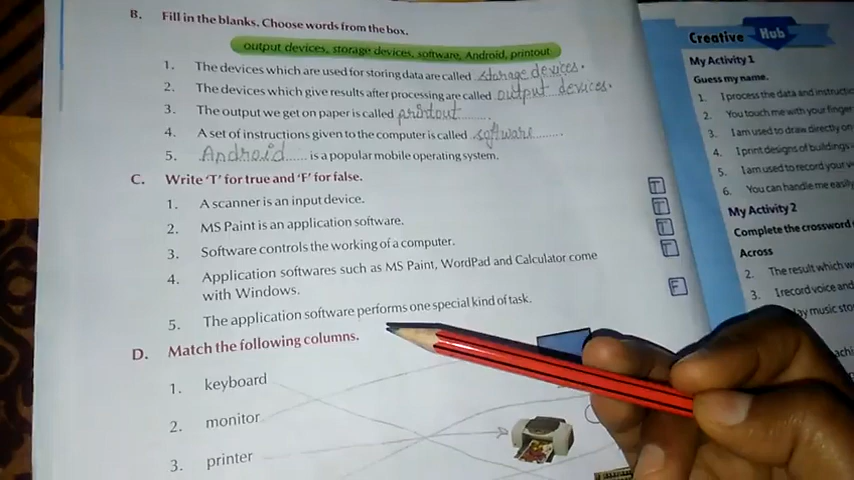 B. Fill in the blanks. Choose words from the box.
output devices, storage devices, software, Android, printout
1. The devices which are used for storing data are called storage devices.
2. The devices which give results after processing are called output devices.
3. The output we get on paper is called printout
4. A set of instructions given to the computer is called software
5. Android is a popular mobile operating system.
C. Write 'T' for true and 'F' for false.
1. A scanner is an input device. T
2. MS Paint is an application software. T
3. Software controls the working of a computer. T
4. Application softwares such as MS Paint, WordPad and Calculator come T
with Windows.
5. The application software performs one special kind of task. F
D. Match the following columns.
1. keyboard
2. monitor
3. printer
Creative Hub
My Activity 1
Guess my name.
1. I process the data and
2. You touch me with your finger
3. I am used to draw directly on
4. I print designs of buildings
5. I am used to record your
6. You can handle me easily
My Activity 2
Complete the crossword
Across
2. The result which
3. I record voice and
music